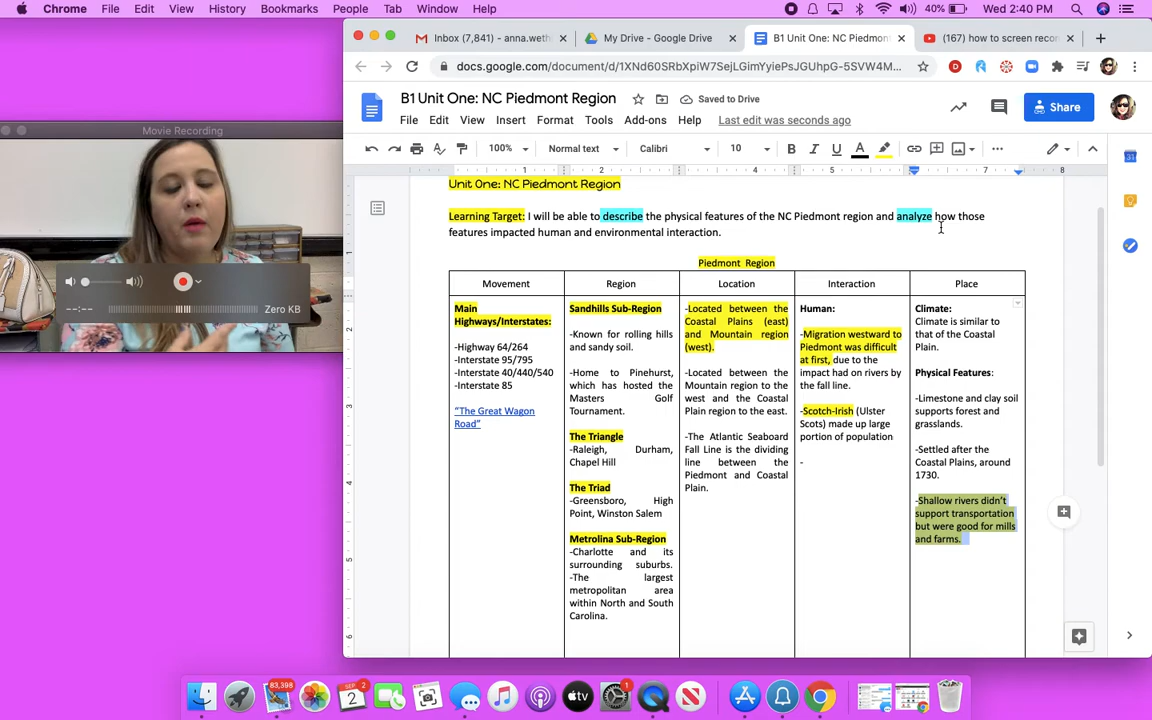 Chrome File Edit View History Bookmarks People Tab Window Help 40% Wed 2:40 PM
Inbox (7,841) - anna.weth My Drive - Google Drive B1 Unit One: NC Piedmont (167) how to screen reco
docs.google.com/document/d/1XNd60SRbXpiW7SejLGimYyiePsJGUhpG-5SVW4M...
B1 Unit One: NC Piedmont Region Saved to Drive
Share
File Edit View Insert Format Tools Add-ons Help Last edit was seconds ago
100% Normal text Calibri 10 B I U A
1 2 4 5 7 8
Movie Recording
--:-- Zero KB
Unit One: NC Piedmont Region
Learning Target: I will be able to describe the physical features of the NC Piedmont region and analyze how those
features impacted human and environmental interaction.
Piedmont Region
Movement Region Location Interaction Place
Main
Highways/Interstates:
-Highway 64/264
-Interstate 95/795
-Interstate 40/440/540
-Interstate 85
"The Great Wagon
Road"
Sandhills Sub-Region
-Known for rolling hills
and sandy soil.
-Home to Pinehurst,
which has hosted the
Masters Golf
Tournament.
The Triangle
-Raleigh, Durham,
Chapel Hill
The Triad
-Greensboro, High
Point, Winston Salem
Metrolina Sub-Region
-Charlotte and its
surrounding suburbs.
-The largest
metropolitan area
within North and South
Carolina.
-Located between the
Coastal Plains (east)
and Mountain region
(west).
-Located between the
Mountain region to the
west and the Coastal
Plain region to the east.
-The Atlantic Seaboard
Fall Line is the dividing
line between the
Piedmont and Coastal
Plain.
Human:
-Migration westward to
Piedmont was difficult
at first, due to the
impact had on rivers by
the fall line.
-Scotch-Irish (Ulster
Scots) made up large
portion of population
-
Climate:
Climate is similar to
that of the Coastal
Plain.
Physical Features:
-Limestone and clay soil
supports forest and
grasslands.
-Settled after the
Coastal Plains, around
1730.
-Shallow rivers didn't
support transportation
but were good for mills
and farms.
83,398 SEP 2 2 tv 1